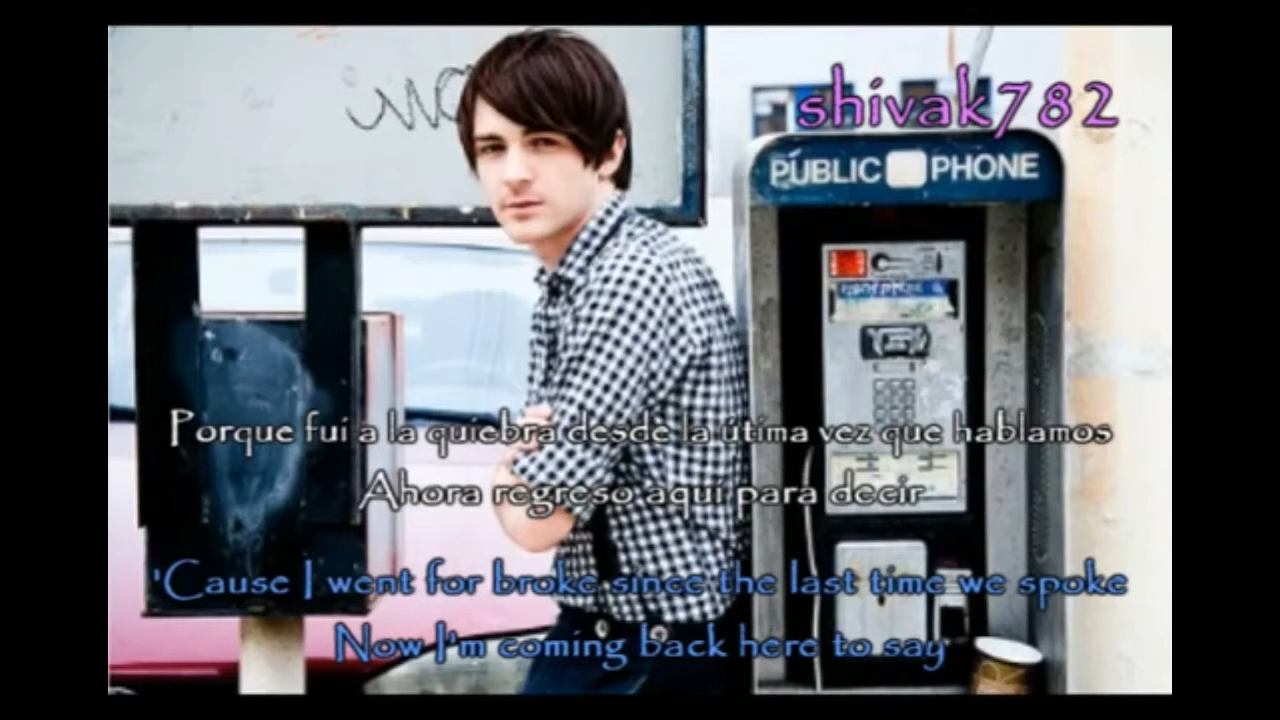 shivak782
PUBLIC PHONE
Porque fui a la quiebra desde la útima vez que hablamos
Ahora regreso aqui para decir
'Cause I went for broke since the last time we spoke
Now I'm coming back here to say